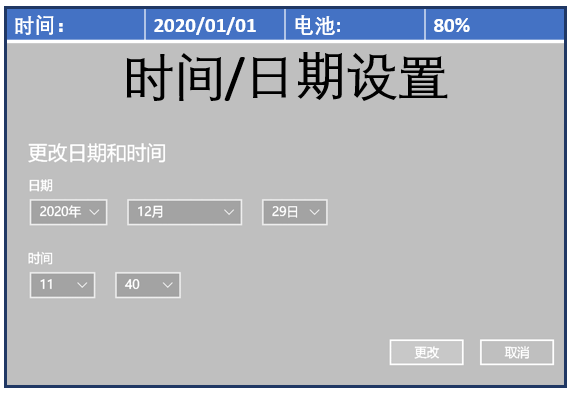 时间： 2020/01/01 电池: 80%
时间/日期设置
更改日期和时间
日期
2020年 12月 29日
时间
11 40
更改 取消